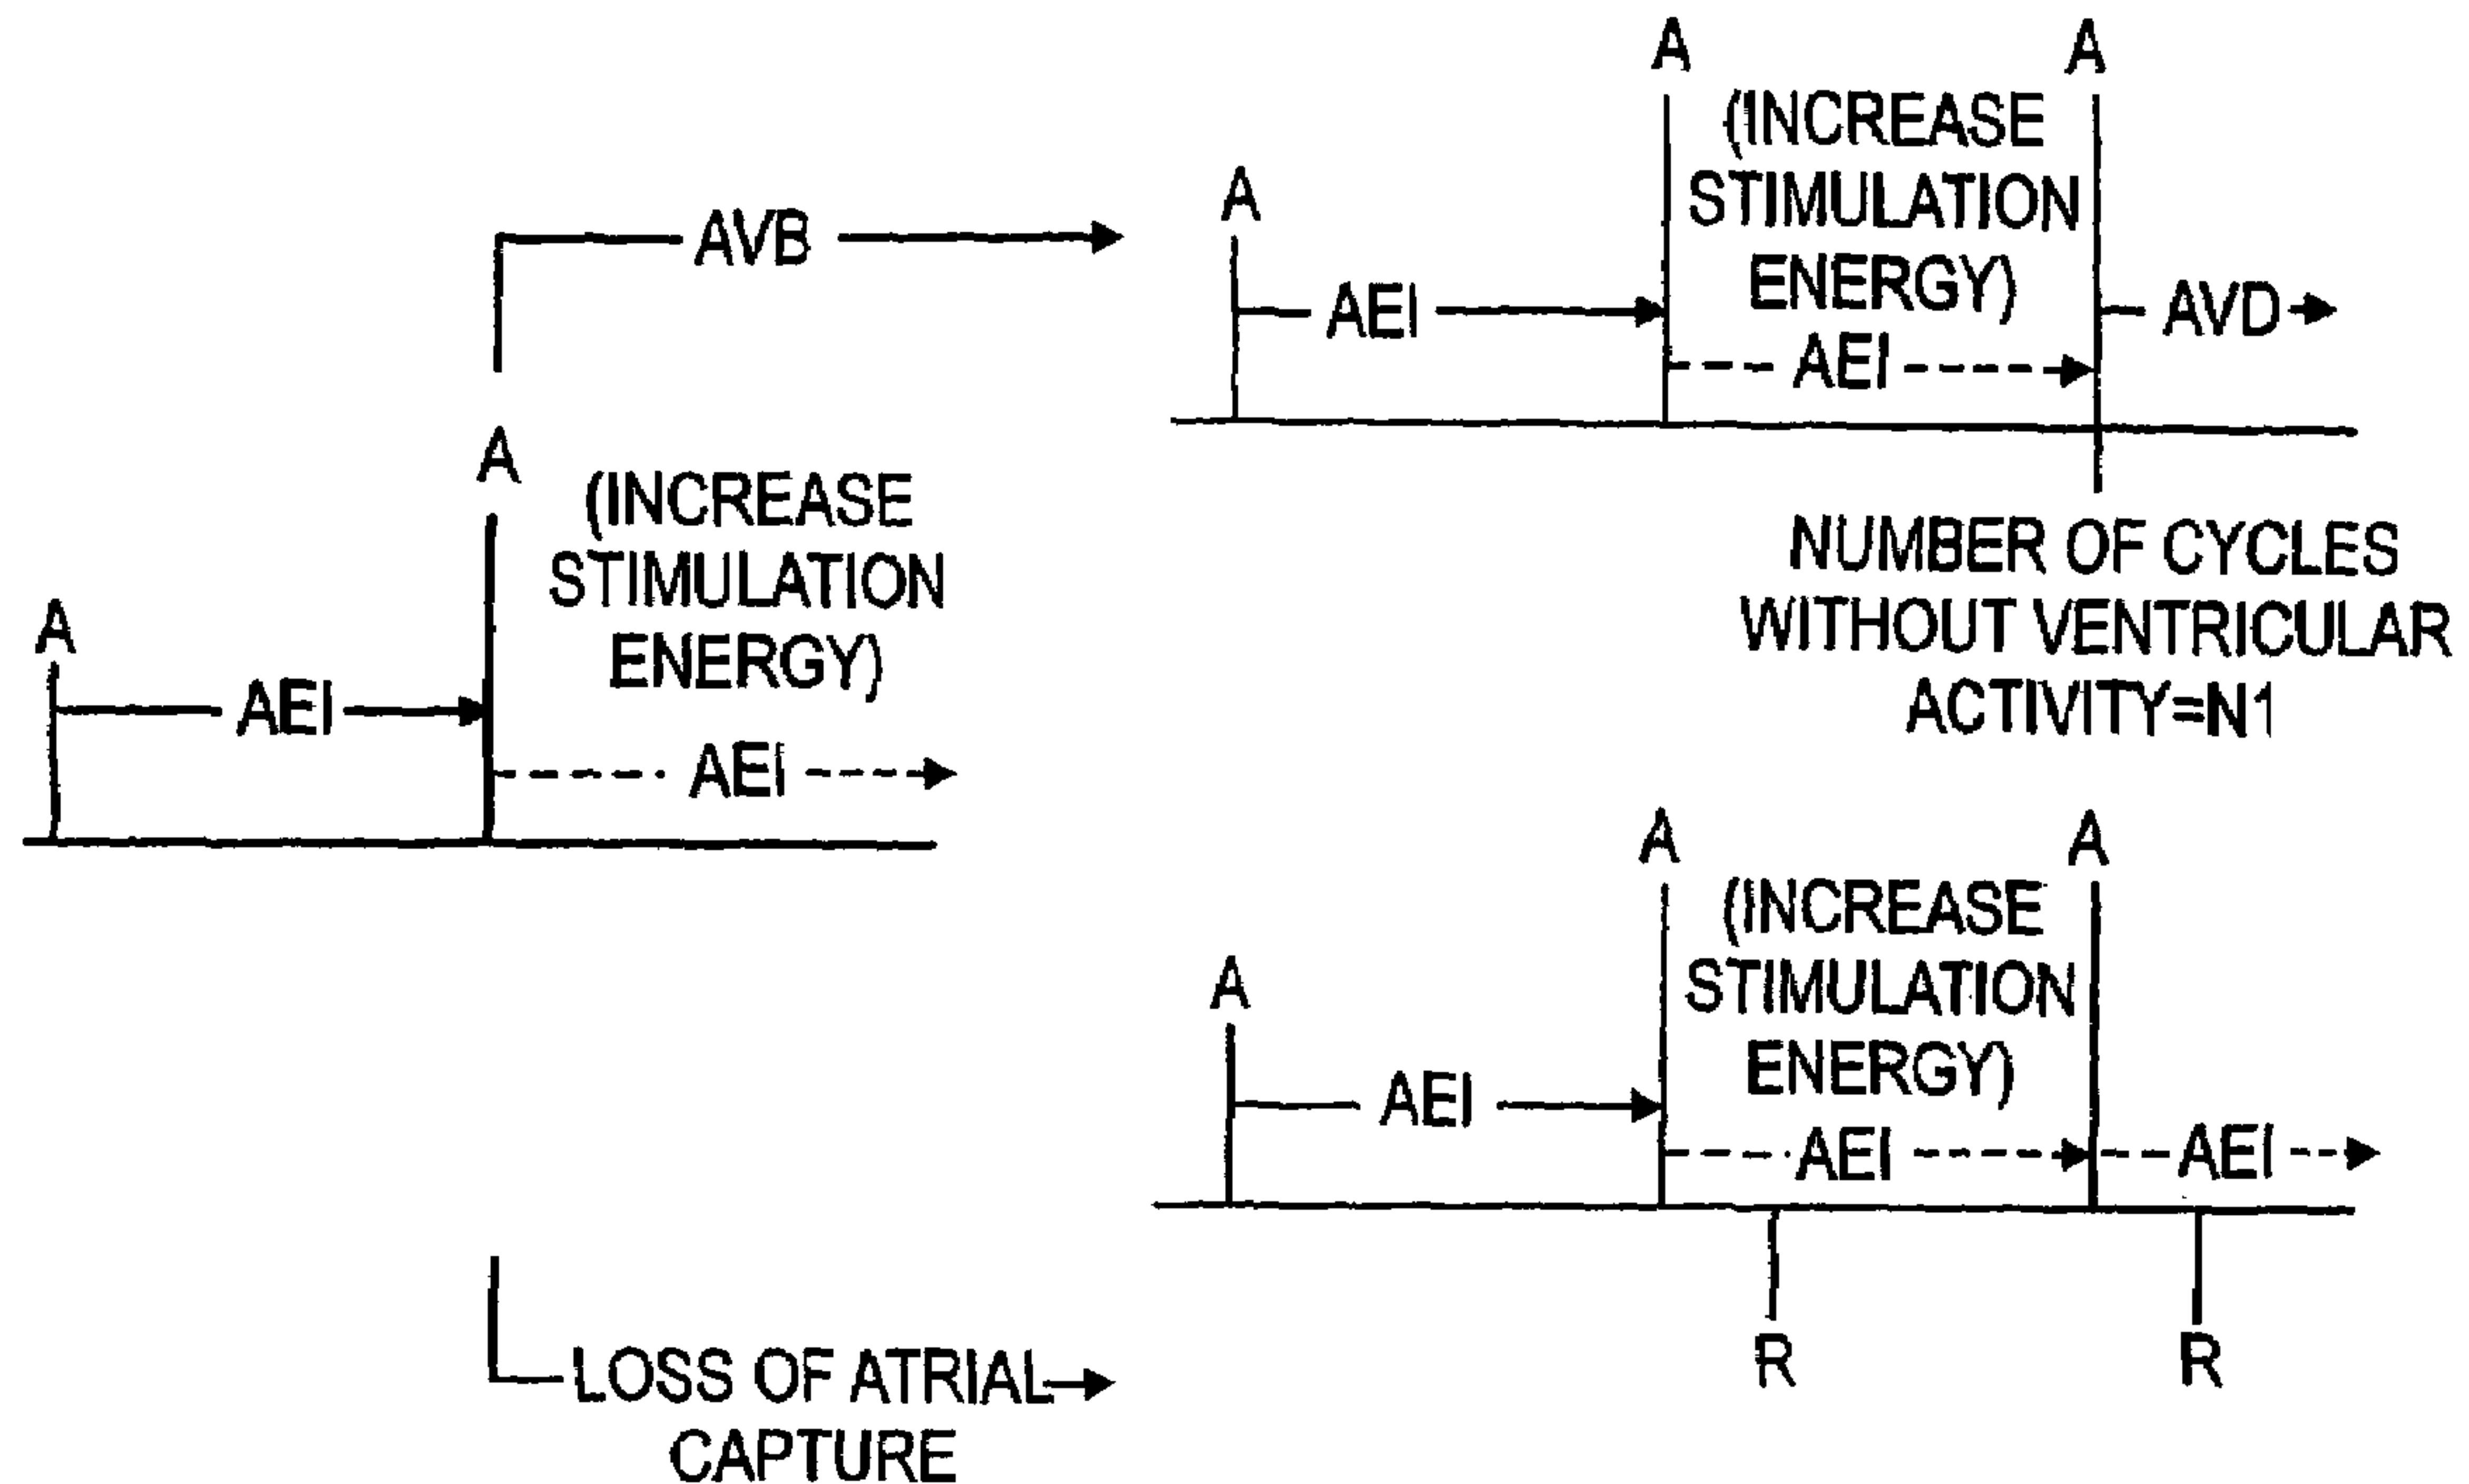 A
AEI
A
(INCREASE
STIMULATION
ENERGY)
AEI
AVB
A
AEI
A
(INCREASE
STIMULATION
ENERGY)
AEI
A
AVD
NUMBER OF CYCLES
WITHOUT VENTRICULAR
ACTIVITY=N1
LOSS OF ATRIAL
CAPTURE
A
AEI
A
(INCREASE
STIMULATION
ENERGY)
AEI
A
AEI
R
R